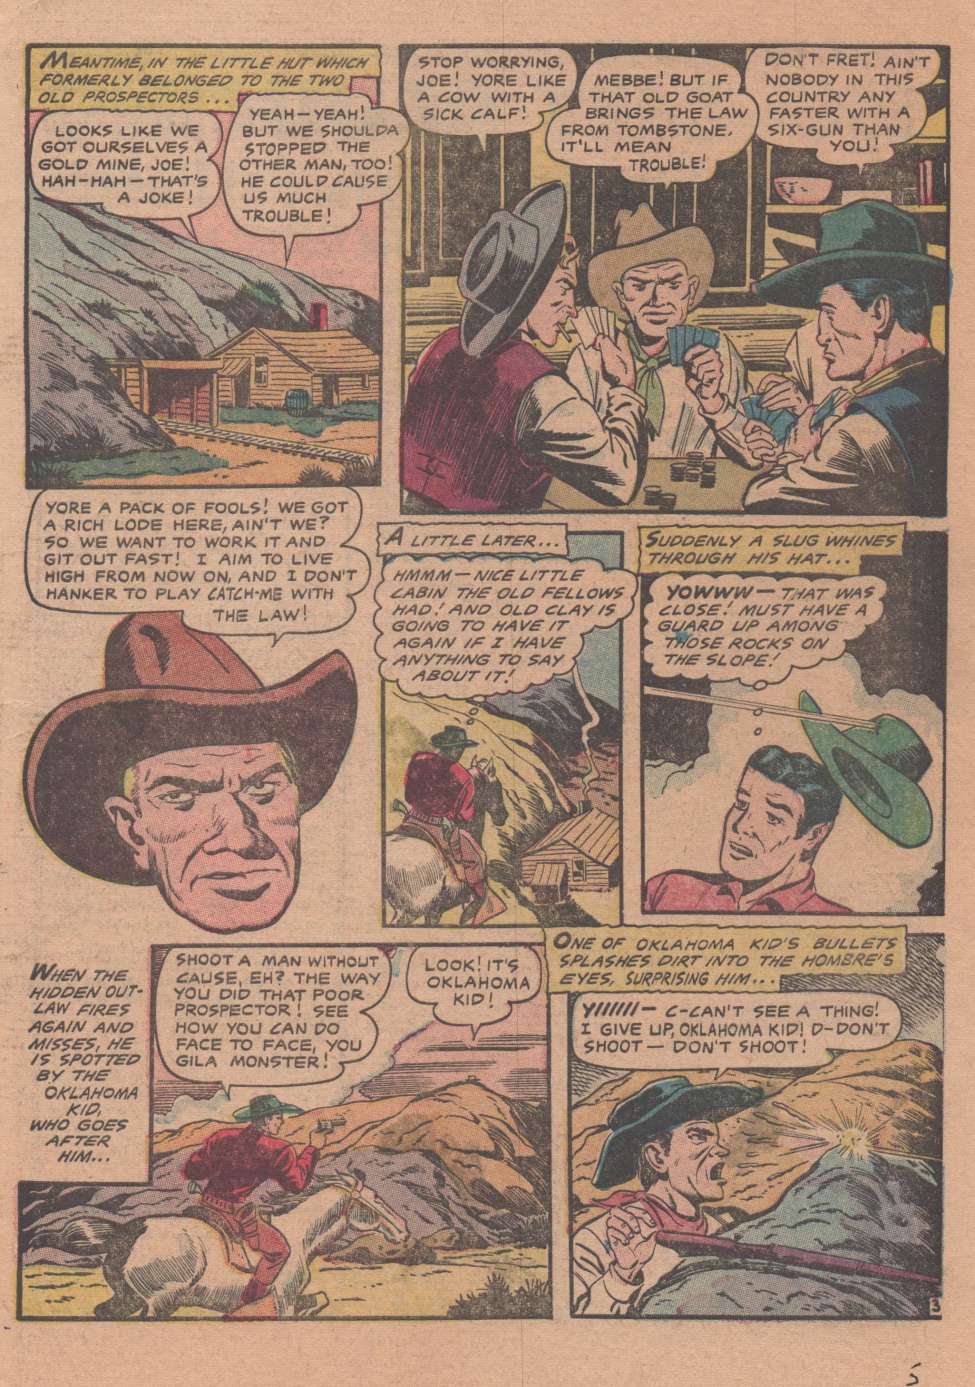 MEANTIME, IN THE LITTLE HUT WHICH
FORMERLY BELONGED TO THE TWO
OLD PROSPECTORS...
LOOKS LIKE WE
GOT OURSELVES A
GOLD MINE, JOE!
HAH-HAH-THAT'S
A JOKE!
YEAH-YEAH!
BUT WE SHOULDA
STOPPED THE
OTHER MAN, TOO!
HE COULD CAUSE
US MUCH
TROUBLE!
STOP WORRYING,
JOE! YORE LIKE
A COW WITH A
SICK CALF!
MEBBE! BUT IF
THAT OLD GOAT
BRINGS THE LAW
FROM TOMBSTONE,
IT'LL MEAN
TROUBLE!
DON'T FRET! AIN'T
NOBODY IN THIS
COUNTRY ANY
FASTER WITH A
SIX-GUN THAN
YOU!
YORE A PACK OF FOOLS! WE GOT
A RICH LODE HERE, AIN'T WE?
SO WE WANT TO WORK IT AND
GIT OUT FAST! I AIM TO LIVE
HIGH FROM NOW ON, AND I DON'T
HANKER TO PLAY CATCH-ME WITH
THE LAW!
A LITTLE LATER...
HMMM-NICE LITTLE
CABIN THE OLD FELLOWS
HAD! AND OLD CLAY IS
GOING TO HAVE IT
AGAIN IF I HAVE
ANYTHING TO SAY
ABOUT IT!
SUDDENLY A SLUG WHINES
THROUGH HIS HAT...
YOWWW-THAT WAS
CLOSE! MUST HAVE A
GUARD UP AMONG
THOSE ROCKS ON
THE SLOPE!
WHEN THE
HIDDEN OUT-
LAW FIRES
AGAIN AND
MISSES, HE
IS SPOTTED
BY THE
OKLAHOMA
KID,
WHO GOES
AFTER
HIM...
SHOOT A MAN WITHOUT
CAUSE, EH? THE WAY
YOU DID THAT POOR
PROSPECTOR! SEE
HOW YOU CAN DO
FACE TO FACE, YOU
GILA MONSTER!
LOOK! IT'S
OKLAHOMA
KID!
ONE OF OKLAHOMA KID'S BULLETS
SPLASHES DIRT INTO THE HOMBRE'S
EYES, SURPRISING HIM...
YIIIIII- C-CAN'T SEE A THING!
I GIVE UP, OKLAHOMA KID! D-DON'T
SHOOT-DON'T SHOOT!
3
5